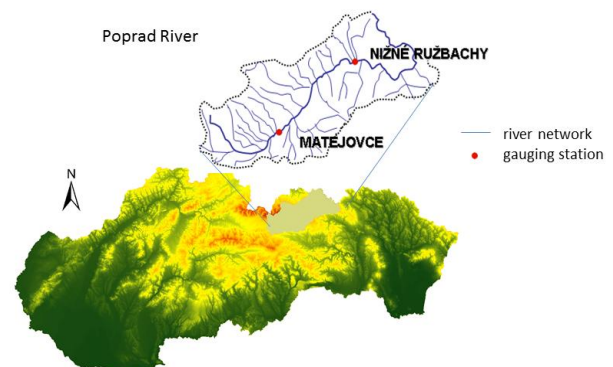 Poprad River
NIŽNÉ RUŽBACHY
MATEJOVCE
river network
gauging station
N